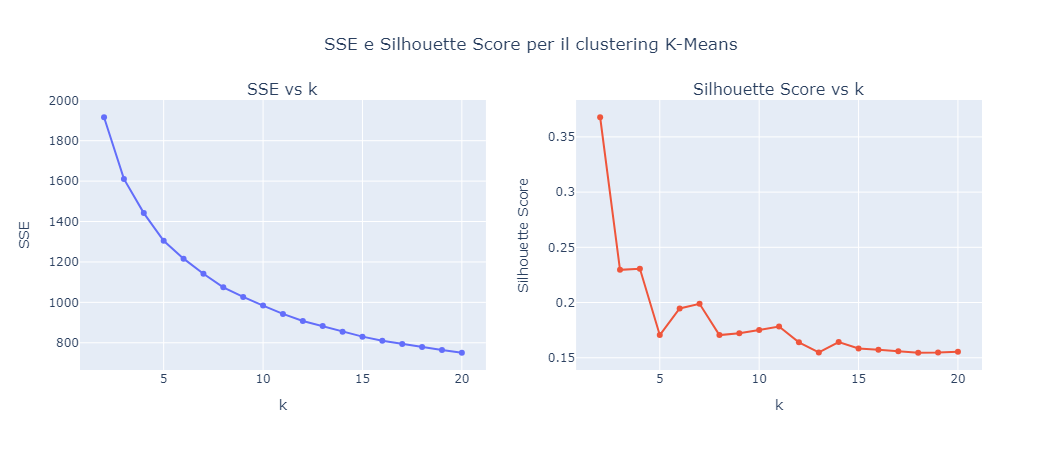 SSE e Silhouette Score per il clustering K-Means
SSE vs k
2000
1800
1600
1400
1200
1000
800
SSE
5
10
15
20
k
Silhouette Score vs k
0.35
0.3
0.25
0.2
0.15
Silhouette Score
5
10
15
20
k